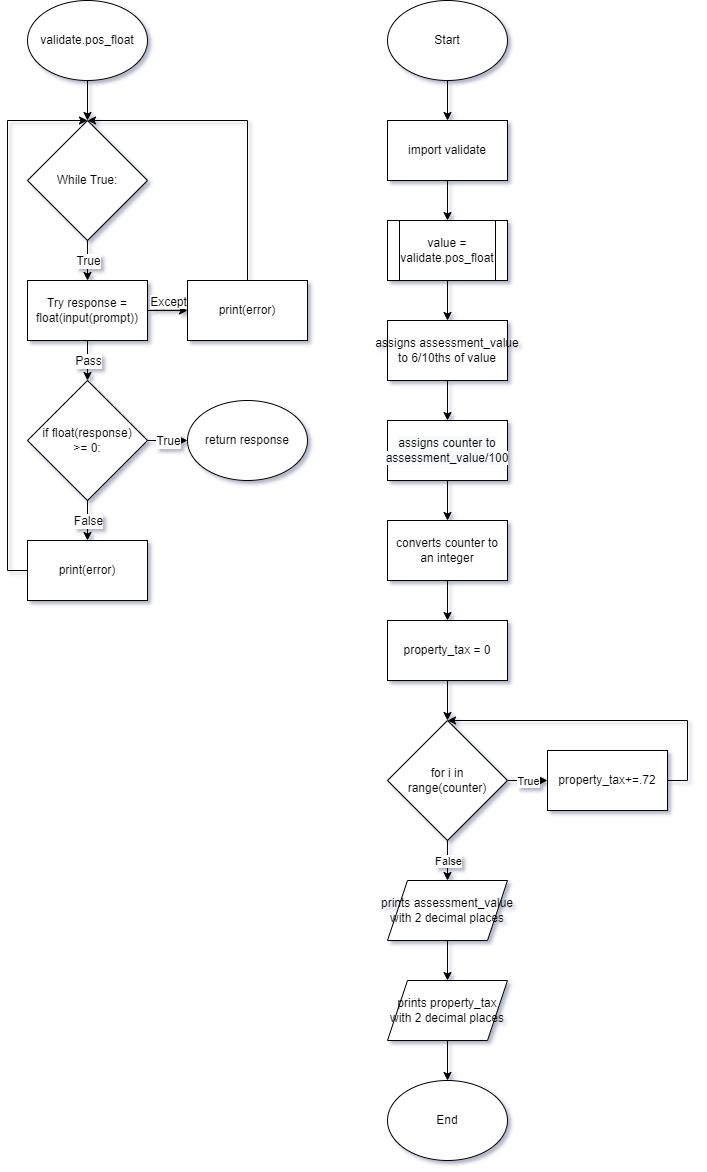 validate.pos_float
While True:
True
Try response =
float(input(prompt))
Except
print(error)
Pass
if float(response)
>= 0:
True
return response
False
print(error)
Start
import validate
value =
validate.pos_float
assigns assessment_value
to 6/10ths of value
assigns counter to
assessment_value/100
converts counter to
an integer
property_tax = 0
for i in
range(counter)
True
property_tax+=.72
False
prints assessment_value
with 2 decimal places
prints property_tax
with 2 decimal places
End